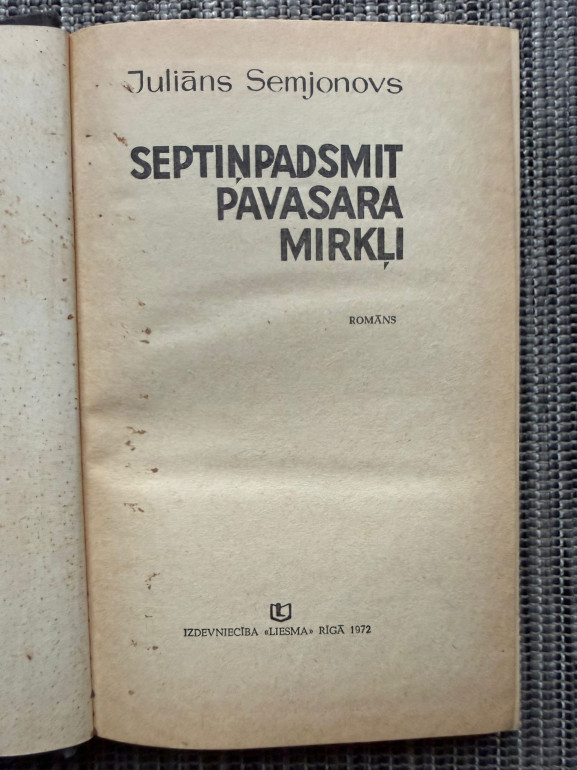 Juliāns Semjonovs
SEPTIŅPADSMIT
PAVASARA
MIRKĻI
ROMĀNS
IZDEVNIECĪBA «LIESMA» RĪGĀ 1972